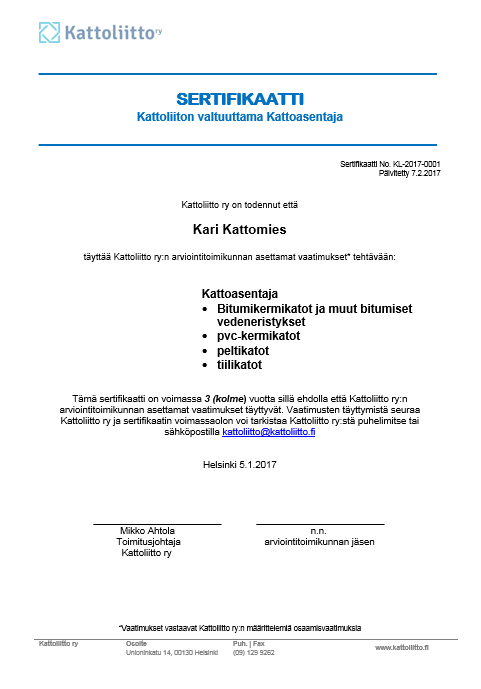 Kattoliitto ry
SERTIFIKAATTI
Kattoliiton valtuuttama Kattoasentaja
Sertifikaatti No. KL-2017-0001
Päivitetty 7.2.2017
Kattoliitto ry on todennut että
Kari Kattomies
täyttää Kattoliitto ry:n arviointitoimikunnan asettamat vaatimukset* tehtävään:
Kattoasentaja
• Bitumikermikatot ja muut bitumiset
vedeneristykset
• pvc-kermikatot
• peltikatot
• tiilikatot
Tämä sertifikaatti on voimassa 3 (kolme) vuotta sillä ehdolla että Kattoliitto ry:n
arviointitoimikunnan asettamat vaatimukset täyttyvät. Vaatimusten täyttymistä seuraa
Kattoliitto ry ja sertifikaatin voimassaolon voi tarkistaa Kattoliitto ry:stä puhelimitse tai
sähköpostilla kattoliitto@kattoliitto.fi
Helsinki 5.1.2017
Mikko Ahtola n.n.
Toimitusjohtaja arviointitoimikunnan jäsen
Kattoliitto ry
*Vaatimukset vastaavat Kattoliitto ry:n määrittelemiä osaamisvaatimuksia
Kattoliitto ry Osoite Puh. | Fax www.kattoliitto.fi
Unioninkatu 14, 00130 Helsinki (09) 129 9262